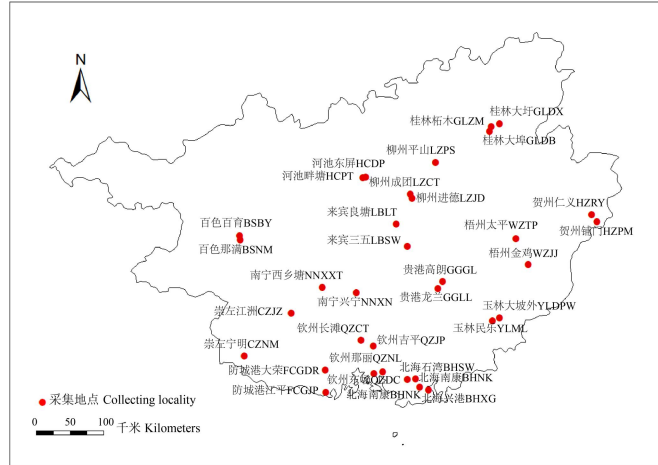 N
桂林大圩GLDX
桂林柘木GLZM
桂林大埠GLDB
柳州平山LZPS
河池东屏HCDP
河池畔塘HCPT
柳州成团LZCT
柳州进德LZJD
贺州仁义HZRY
贺州铺门HZPM
来宾良塘LBLT
百色百育BSBY
梧州太平WZTP
来宾三五LBSW
百色那满BSNM
梧州金鸡WZJJ
南宁西乡塘NNXXT
贵港高朗GGGL
南宁兴宁NNXN
贵港龙兰GGLL
崇左江洲CZJZ
玉林大坡外YLDPW
玉林民乐YLML
钦州长滩QZCT
钦州吉平QZJP
崇左宁明CZNM
钦州那丽QZNL
北海石湾BHSW
防城港大荣FCGDR
钦州东 QZDC
北海南康BHNK
防城港江平FCGJP
北海南康BHNK
北海兴港BHXG
采集地点 Collecting locality
0 50 100
千米 Kilometers